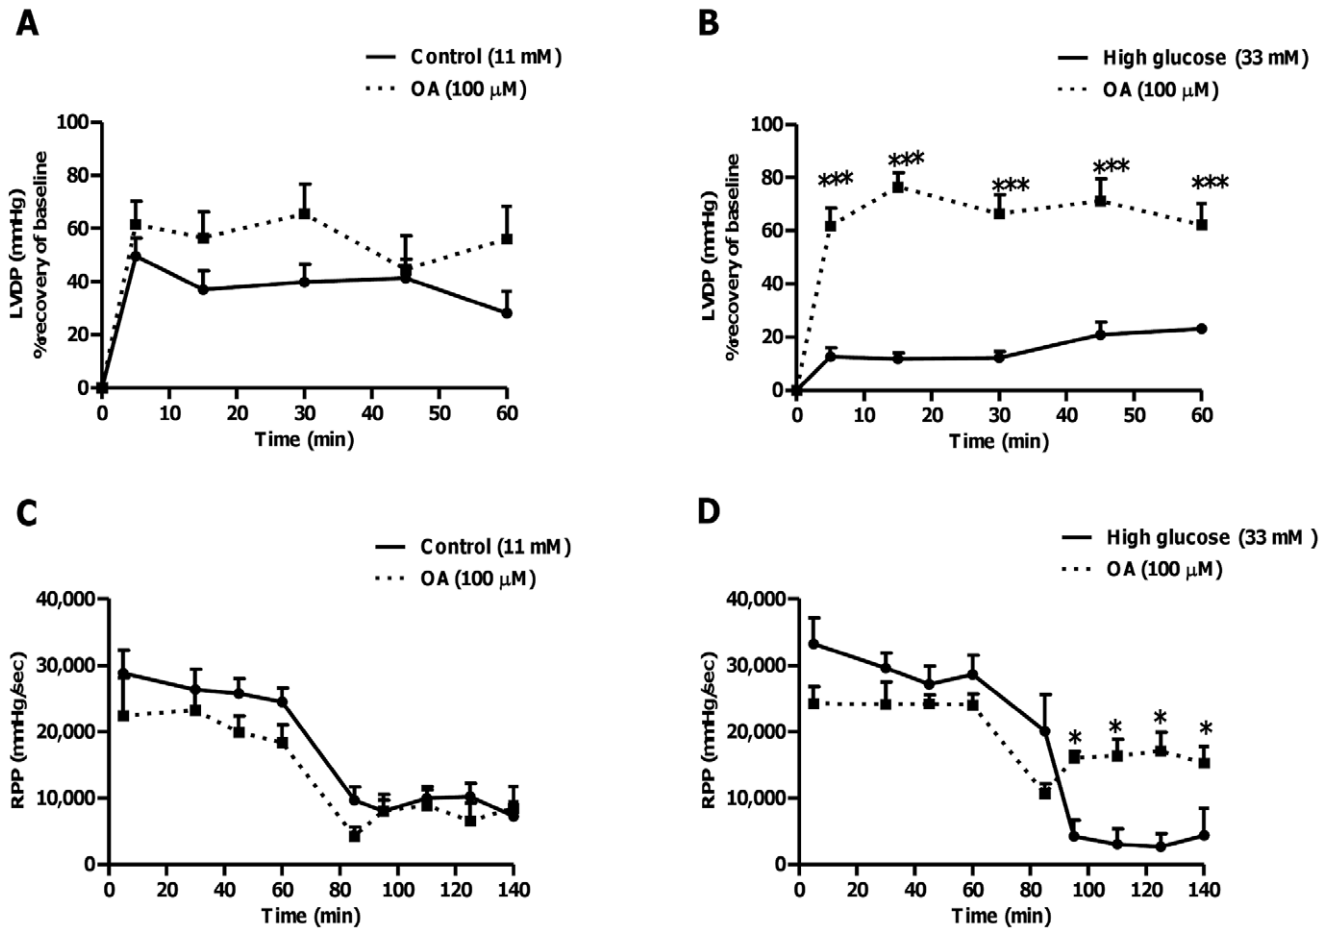 A
Control (11 mM)
OA (100 μM)
LVDP (mmHg)
%recovery of baseline
100
80
60
40
20
0
0 10 20 30 40 50 60
Time (min)
B
High glucose (33 mM)
OA (100 μM)
LVDP (mmHg)
%recovery of baseline
100
80
60
40
20
0
*** *** *** *** ***
0 10 20 30 40 50 60
Time (min)
C
Control (11 mM)
OA (100 μM)
RPP (mmHg/sec)
40,000
30,000
20,000
10,000
0
0 20 40 60 80 100 120 140
Time (min)
D
High glucose (33 mM )
OA (100 μM)
RPP (mmHg/sec)
40,000
30,000
20,000
10,000
0
* * * *
0 20 40 60 80 100 120 140
Time (min)